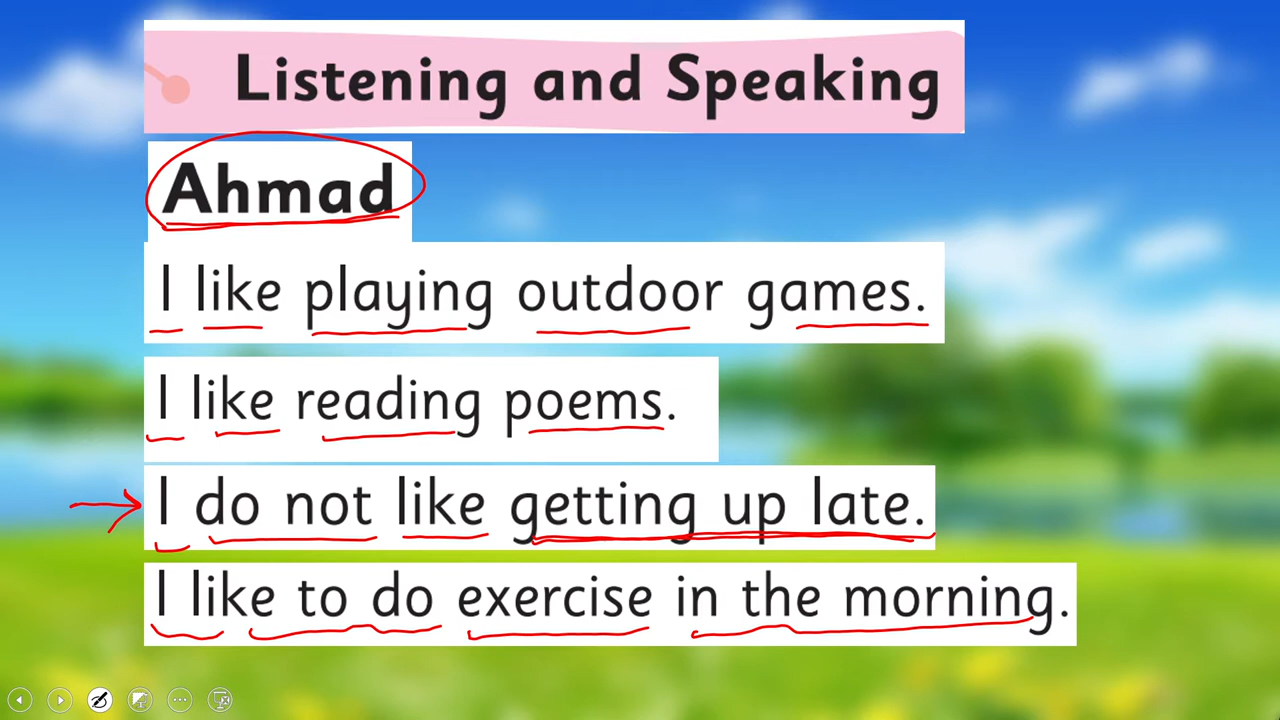 Listening and Speaking
Ahmad
I like playing outdoor games.
I like reading poems.
I do not like getting up late.
I like to do exercise in the morning.